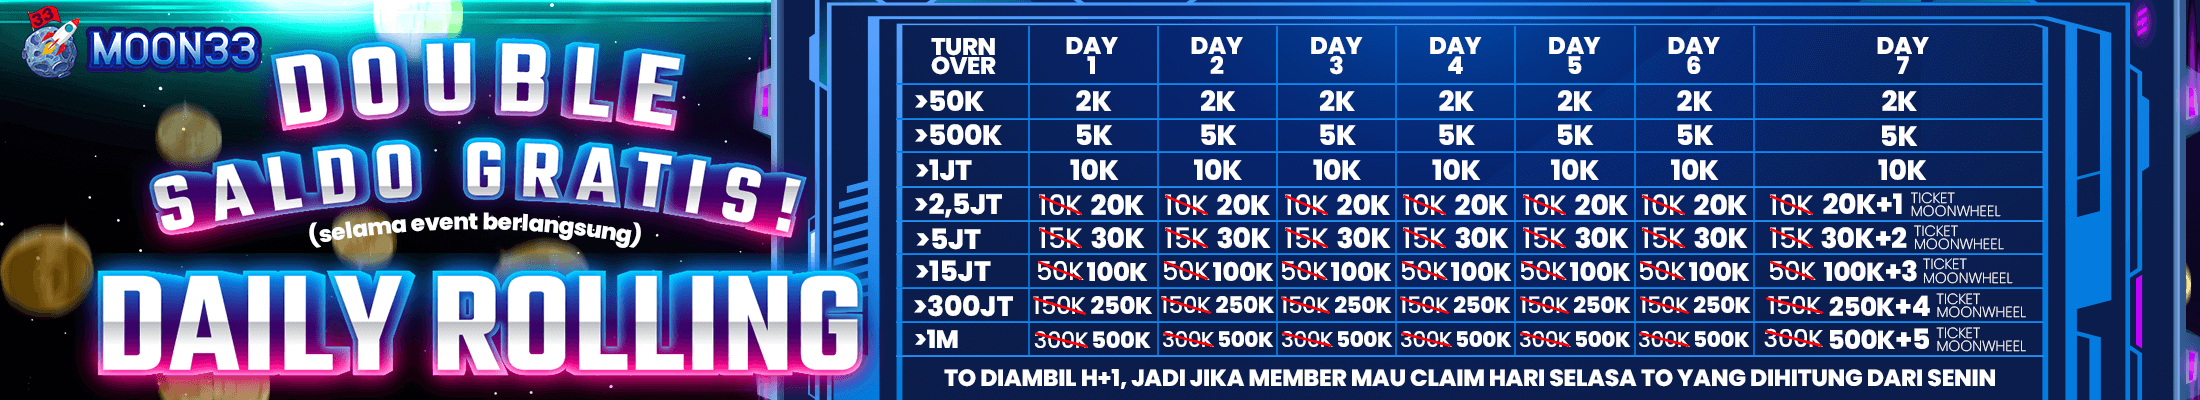 33
MOON33
DOUBLE
SALDO GRATIS!
(selama event berlangsung)
DAILY ROLLING
TURN OVER DAY 1 DAY 2 DAY 3 DAY 4 DAY 5 DAY 6 DAY 7
>50K 2K 2K 2K 2K 2K 2K 2K
>500K 5K 5K 5K 5K 5K 5K 5K
>1JT 10K 10K 10K 10K 10K 10K 10K
>2,5JT 10K 20K 10K 20K 10K 20K 10K 20K 10K 20K 10K 20K 10K 20K+1 TICKET MOONWHEEL
>5JT 15K 30K 15K 30K 15K 30K 15K 30K 15K 30K 15K 30K 15K 30K+2 TICKET MOONWHEEL
>15JT 50K 100K 50K 100K 50K 100K 50K 100K 50K 100K 50K 100K 50K 100K+3 TICKET MOONWHEEL
>300JT 150K 250K 150K 250K 150K 250K 150K 250K 150K 250K 150K 250K 150K 250K+4 TICKET MOONWHEEL
>1M 300K 500K 300K 500K 300K 500K 300K 500K 300K 500K 300K 500K 300K 500K+5 TICKET MOONWHEEL
TO DIAMBIL H+1, JADI JIKA MEMBER MAU CLAIM HARI SELASA TO YANG DIHITUNG DARI SENIN